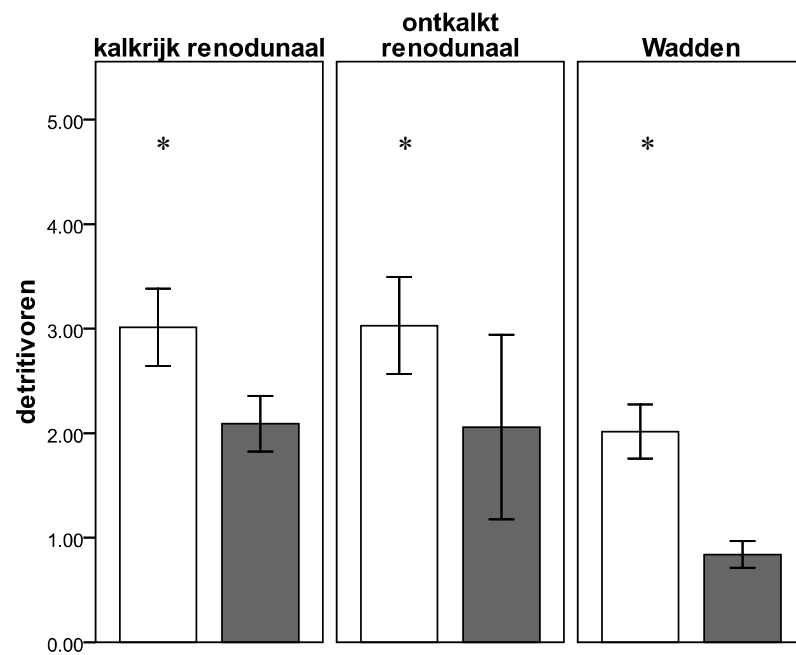 kalkrijk renodunaal
ontkalkt
renodunaal
Wadden
detritivoren
5.00
4.00
3.00
2.00
1.00
0.00
*
*
*